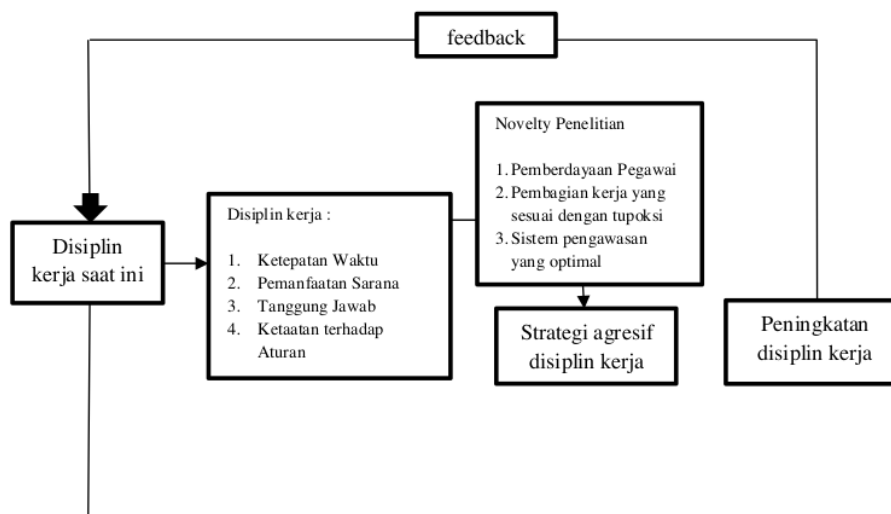 feedback
Novelty Penelitian
1. Pemberdayaan Pegawai
2. Pembagian kerja yang
sesuai dengan tupoksi
3. Sistem pengawasan
yang optimal
Disiplin kerja :
1. Ketepatan Waktu
2. Pemanfaatan Sarana
3. Tanggung Jawab
4. Ketaatan terhadap
Aturan
Disiplin
kerja saat ini
Strategi agresif
disiplin kerja
Peningkatan
disiplin kerja